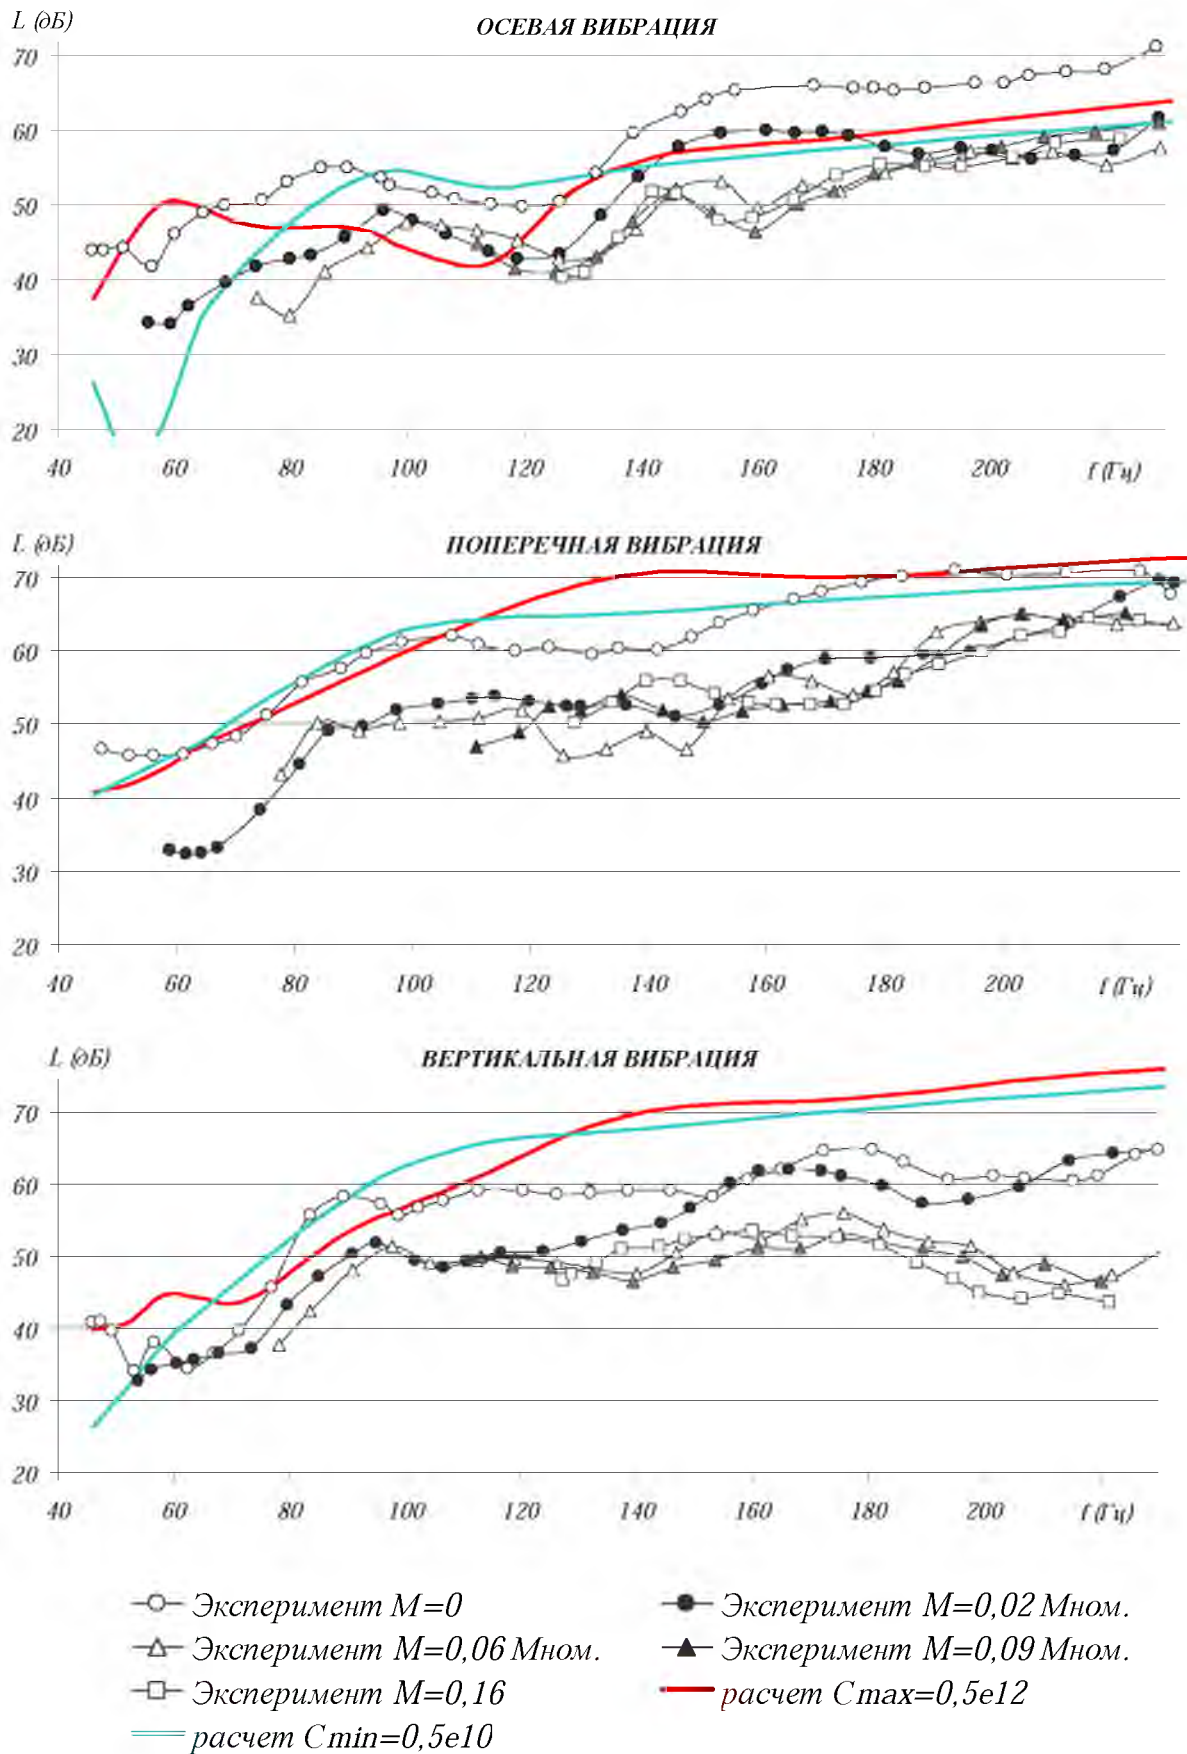 L (дБ)
ОСЕВАЯ ВИБРАЦИЯ
70
60
50
40
30
20
40 60 80 100 120 140 160 180 200 f (Гц)
L (дБ)
ПОПЕРЕЧНАЯ ВИБРАЦИЯ
70
60
50
40
30
20
40 60 80 100 120 140 160 180 200 f (Гц)
L (дБ)
ВЕРТИКАЛЬНАЯ ВИБРАЦИЯ
70
60
50
40
30
20
40 60 80 100 120 140 160 180 200 f (Гц)
Эксперимент М=0 Эксперимент М=0,02 Мном.
Эксперимент М=0,06 Мном. Эксперимент М=0,09 Мном.
Эксперимент М=0,16 расчет Cmax=0,5e12
расчет Cmin=0,5e10